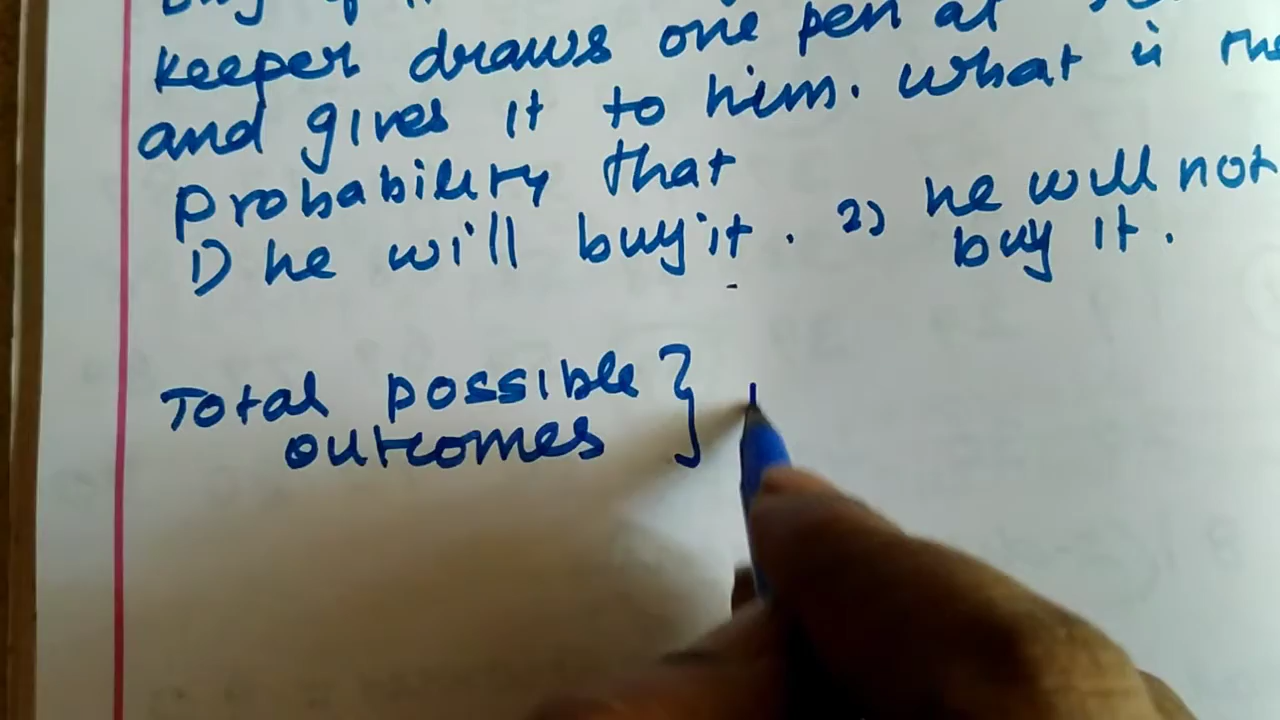 keeper draws one pen at
and gives it to him. What is the
Probability that
1) he will buy it. 2) he will not
buy it.
Total possible
outcomes }